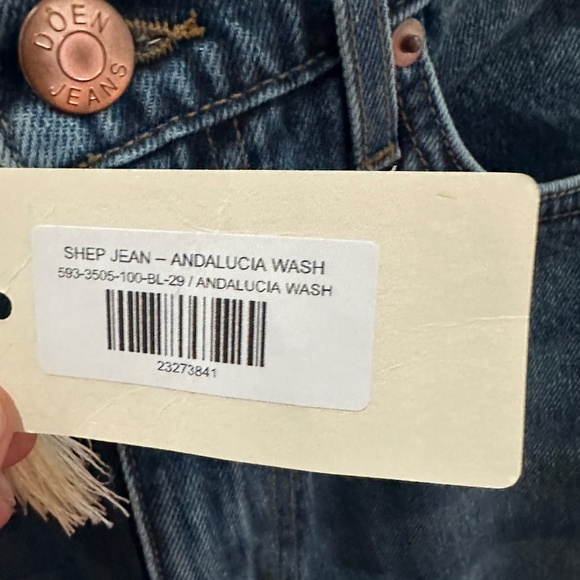 DÔEN
JEANS
SHEP JEAN – ANDALUCIA WASH
593-3505-100-BL-29 / ANDALUCIA WASH
23273841